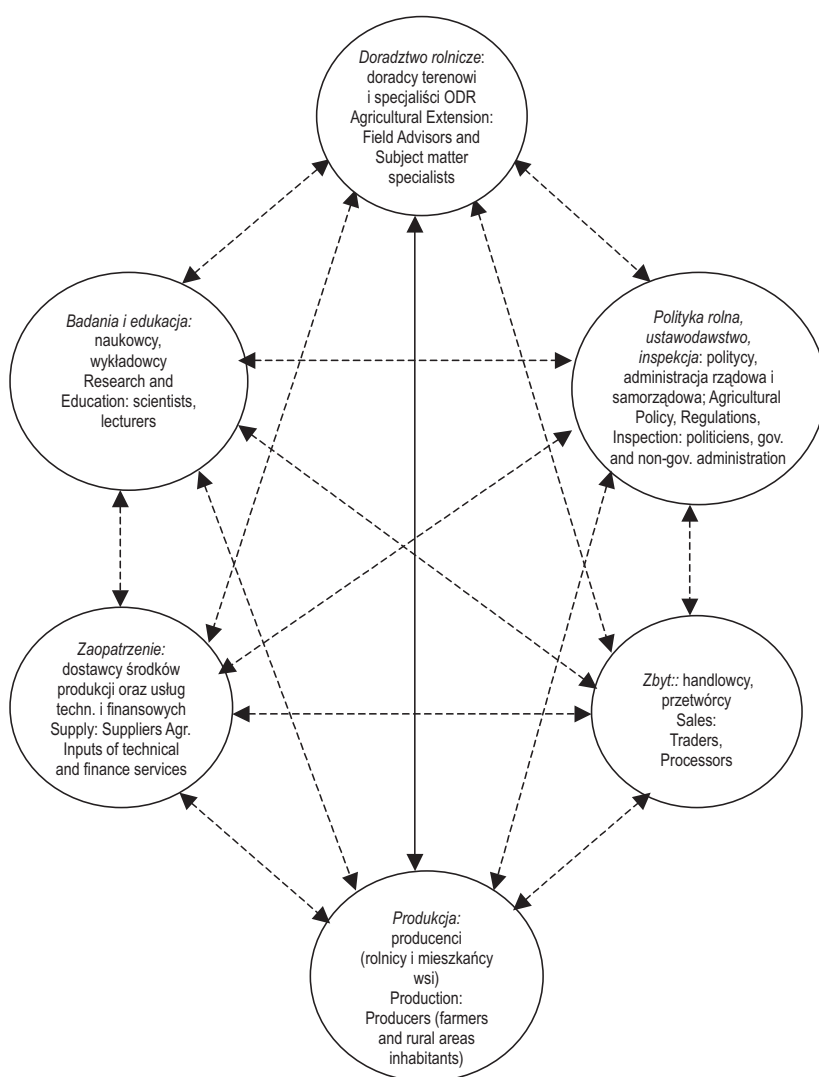 Doradztwo rolnicze:
doradcy terenowi
i specjaliści ODR
Agricultural Extension:
Field Advisors and
Subject matter
specialists
Badania i edukacja:
naukowcy,
wykładowcy
Research and
Education: scientists,
lecturers
Polityka rolna,
ustawodawstwo,
inspekcja: politycy,
administracja rządowa i
samorządowa; Agricultural
Policy, Regulations,
Inspection: politiciens, gov.
and non-gov. administration
Zaopatrzenie:
dostawcy środków
produkcji oraz usług
techn. i finansowych
Supply: Suppliers Agr.
Inputs of technical
and finance services
Zbyt:: handlowcy,
przetwórcy
Sales:
Traders,
Processors
Produkcja:
producenci
(rolnicy i mieszkańcy
wsi)
Production:
Producers (farmers
and rural areas
inhabitants)